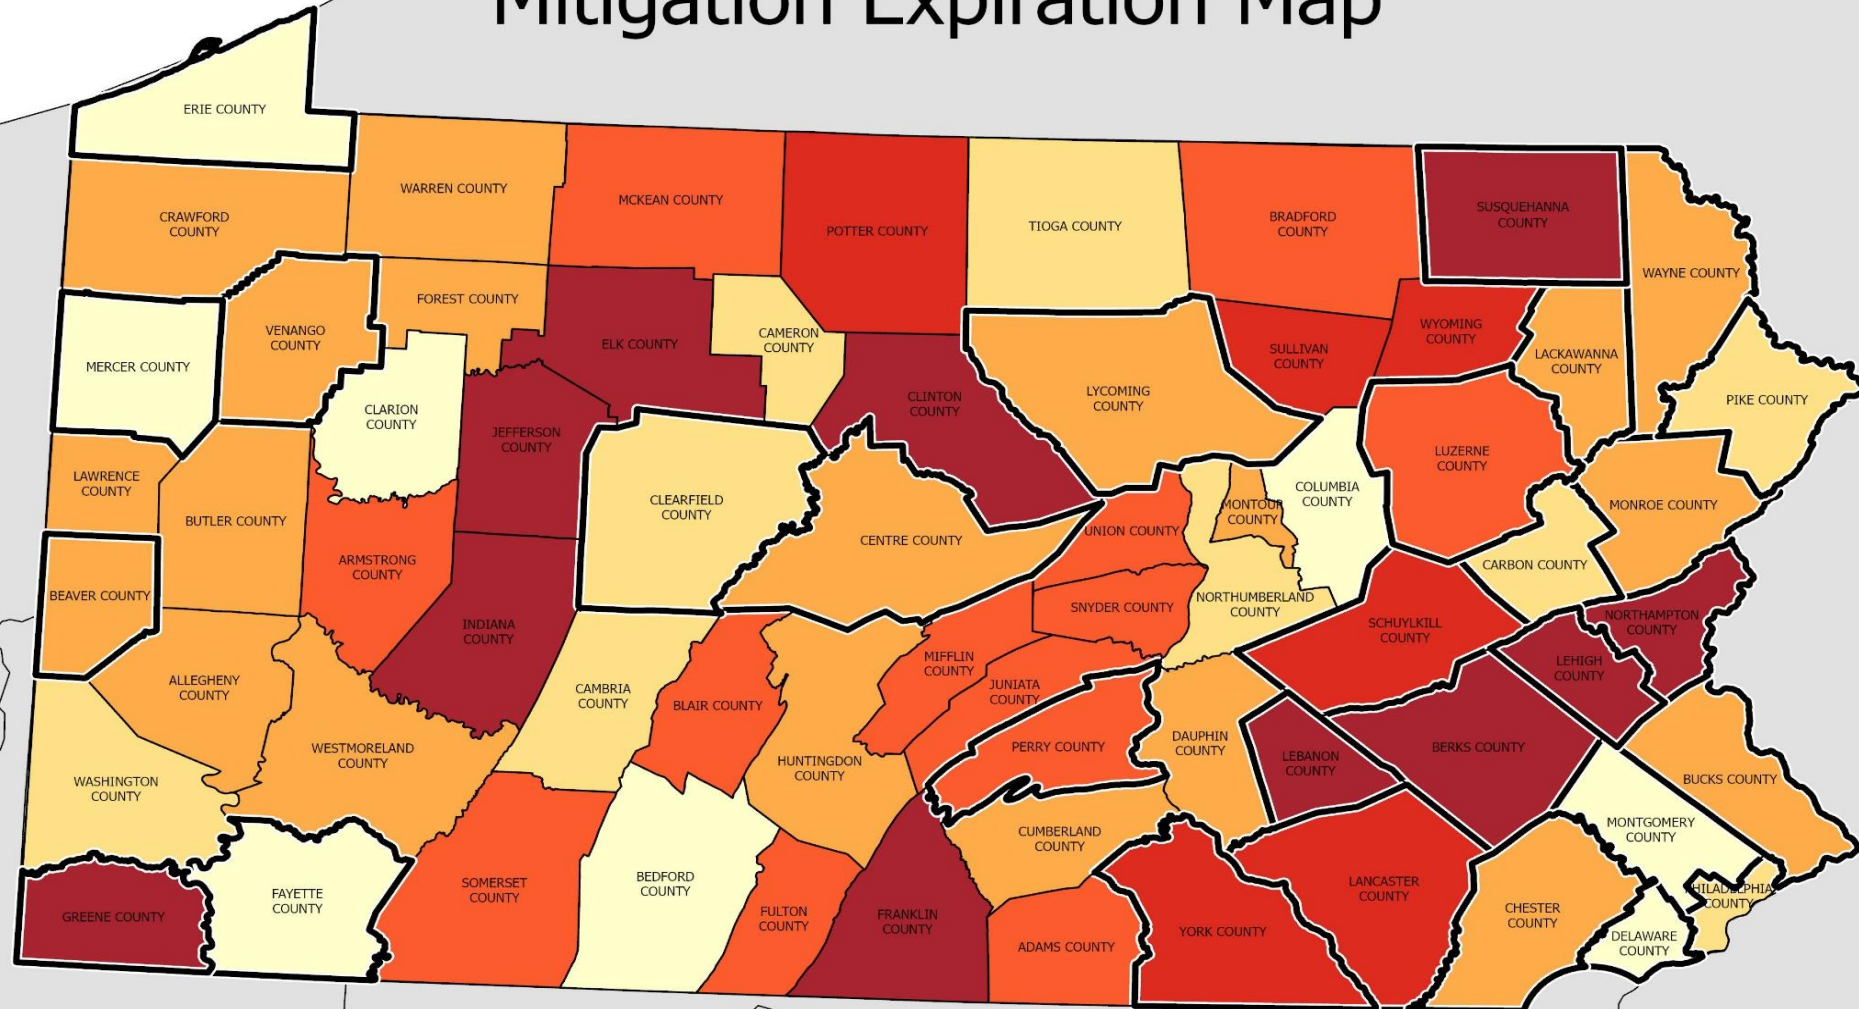 Mitigation Expiration Map
ERIE COUNTY
WARREN COUNTY
MCKEAN COUNTY
CRAWFORD
COUNTY
POTTER COUNTY
TIOGA COUNTY
BRADFORD
COUNTY
SUSQUEHANNA
COUNTY
WAYNE COUNTY
FOREST COUNTY
VENANGO
COUNTY
ELK COUNTY
CAMERON
COUNTY
SULLIVAN
COUNTY
WYOMING
COUNTY
LACKAWANNA
COUNTY
MERCER COUNTY
CLARION
COUNTY
JEFFERSON
COUNTY
CLINTON
COUNTY
LYCOMING
COUNTY
PIKE COUNTY
LUZERNE
COUNTY
LAWRENCE
COUNTY
BUTLER COUNTY
CLEARFIELD
COUNTY
CENTRE COUNTY
UNION COUNTY
MONTOUR
COUNTY
COLUMBIA
COUNTY
MONROE COUNTY
ARMSTRONG
COUNTY
CARBON COUNTY
BEAVER COUNTY
INDIANA
COUNTY
SNYDER COUNTY
NORTHUMBERLAND
COUNTY
SCHUYLKILL
COUNTY
NORTHAMPTON
COUNTY
LEHIGH
COUNTY
ALLEGHENY
COUNTY
CAMBRIA
COUNTY
BLAIR COUNTY
MIFFLIN
COUNTY
JUNIATA
COUNTY
WESTMORELAND
COUNTY
HUNTINGDON
COUNTY
PERRY COUNTY
DAUPHIN
COUNTY
LEBANON
COUNTY
BERKS COUNTY
BUCKS COUNTY
WASHINGTON
COUNTY
CUMBERLAND
COUNTY
MONTGOMERY
COUNTY
GREENE COUNTY
FAYETTE
COUNTY
SOMERSET
COUNTY
BEDFORD
COUNTY
FULTON
COUNTY
FRANKLIN
COUNTY
ADAMS COUNTY
YORK COUNTY
LANCASTER
COUNTY
CHESTER
COUNTY
PHILADELPHIA
COUNTY
DELAWARE
COUNTY